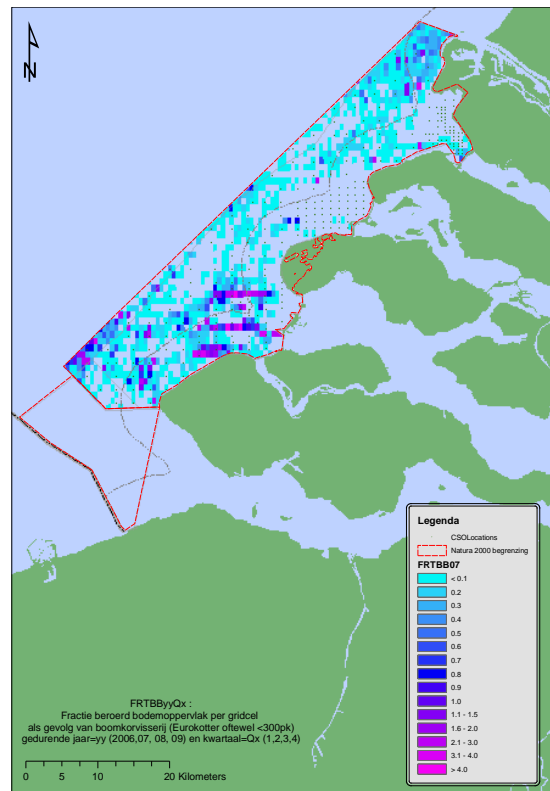 N
Legenda
CSOLocations
Natura 2000 begrenzing
FRTBB07
< 0.1
0.2
0.3
0.4
0.5
0.6
0.7
0.8
0.9
1.0
1.1 - 1.5
1.6 - 2.0
2.1 - 3.0
3.1 - 4.0
> 4.0
FRTBByyQx :
Fractie beroerd bodemoppervlak per gridcel
als gevolg van boomkorvisserij (Eurokotter oftewel <300pk)
gedurende jaar=yy (2006,07, 08, 09) en kwartaal=Qx (1,2,3,4)
0 5 10 20 Kilometers